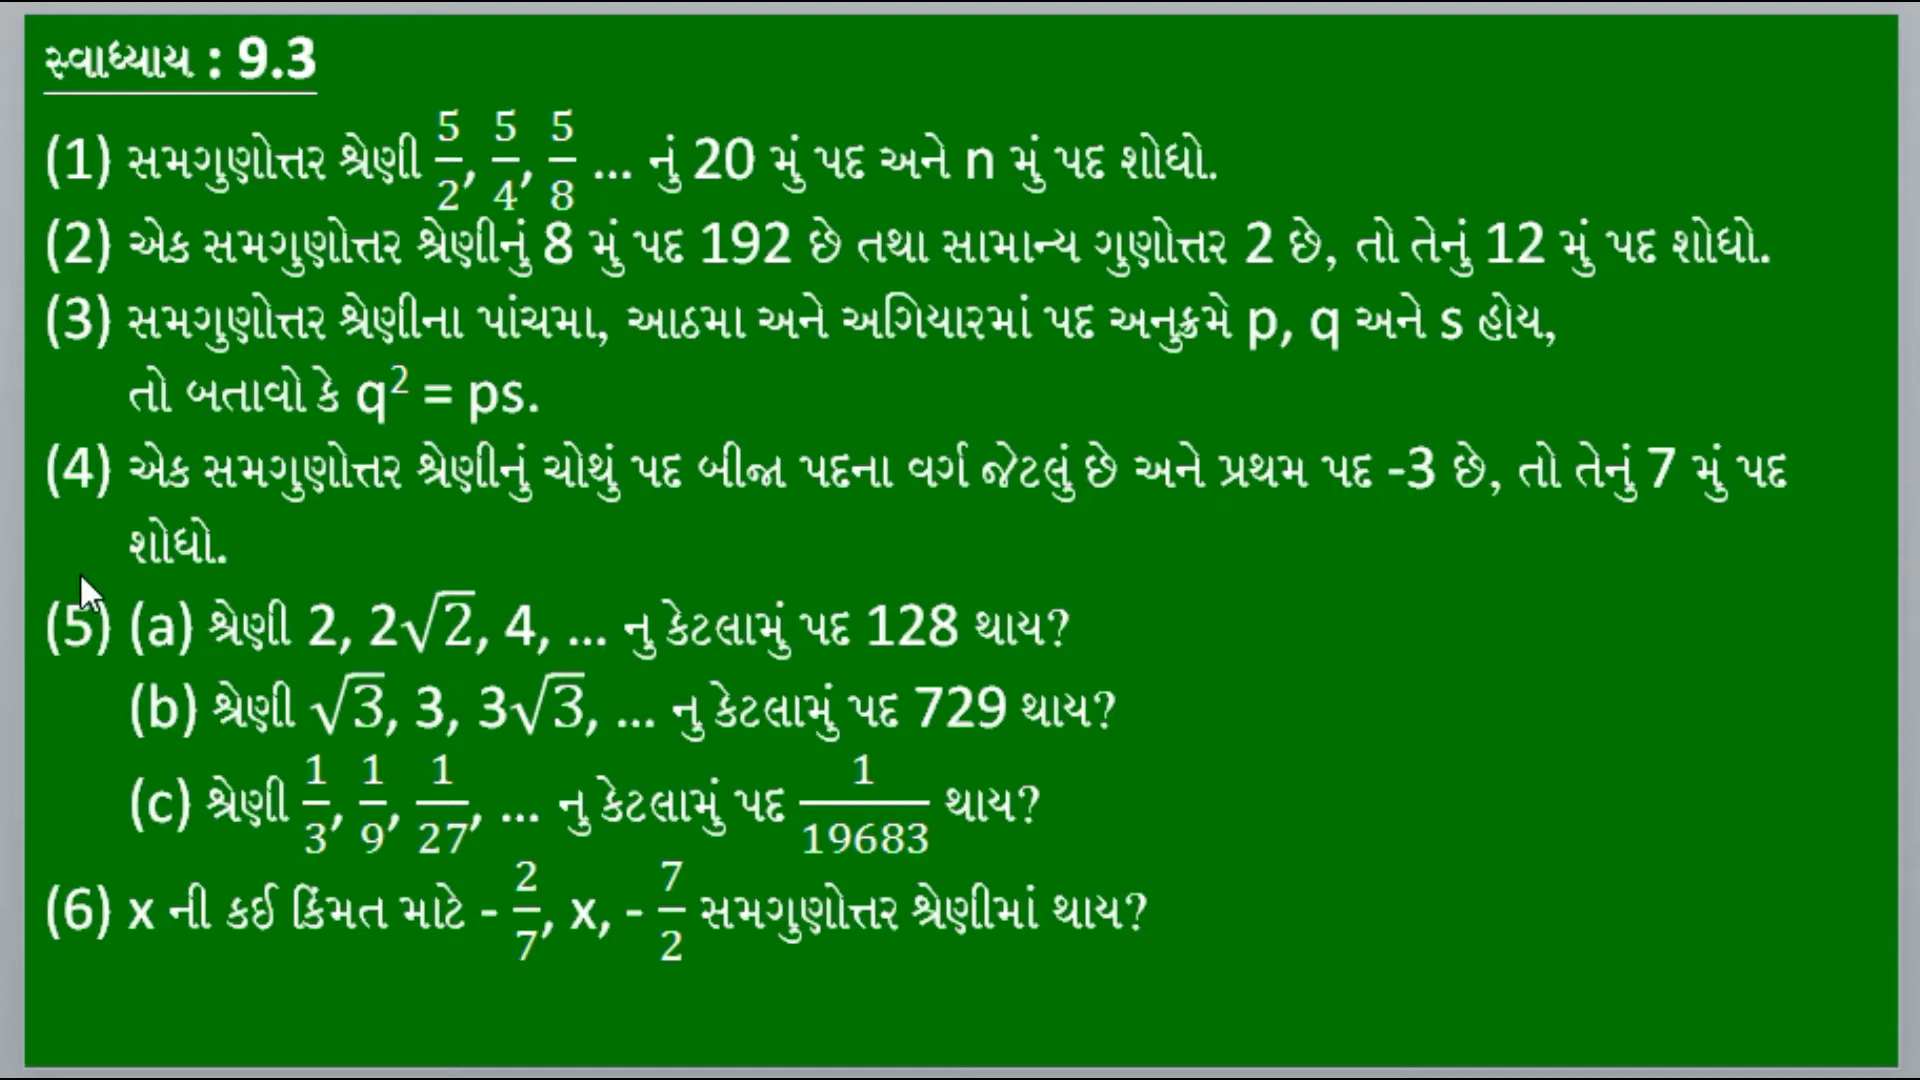 સ્વાધ્યાય : 9.3
(1) સમગુણોત્તર શ્રેણી 5/2, 5/4, 5/8 ... નું 20 મું પદ અને n મું પદ શોધો.
(2) એક સમગુણોત્તર શ્રેણીનું 8 મું પદ 192 છે તથા સામાન્ય ગુણોત્તર 2 છે, તો તેનું 12 મું પદ શોધો.
(3) સમગુણોત્તર શ્રેણીના પાંચમા, આઠમા અને અગિયારમાં પદ અનુક્રમે p, q અને s હોય,
તો બતાવો કે q² = ps.
(4) એક સમગુણોત્તર શ્રેણીનું ચોથું પદ બીજા પદના વર્ગ જેટલું છે અને પ્રથમ પદ -3 છે, તો તેનું 7 મું પદ
શોધો.
(5) (a) શ્રેણી 2, 2√2, 4, ... નુ કેટલામું પદ 128 થાય?
(b) શ્રેણી √3, 3, 3√3, ... નુ કેટલામું પદ 729 થાય?
(c) શ્રેણી 1/3, 1/9, 1/27, ... નુ કેટલામું પદ 1/19683 થાય?
(6) x ની કઈ કિંમત માટે - 2/7, x, - 7/2 સમગુણોત્તર શ્રેણીમાં થાય?